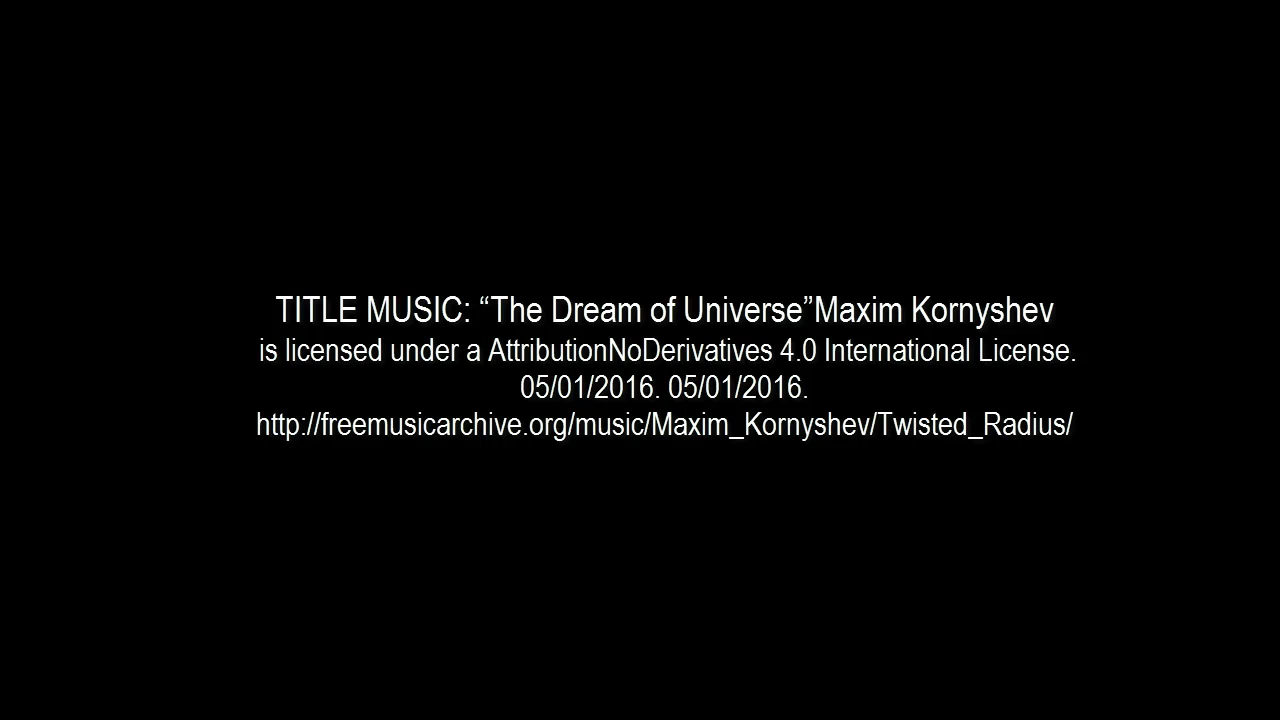 TITLE MUSIC: “The Dream of Universe”Maxim Kornyshev
is licensed under a AttributionNoDerivatives 4.0 International License.
05/01/2016. 05/01/2016.
http://freemusicarchive.org/music/Maxim_Kornyshev/Twisted_Radius/